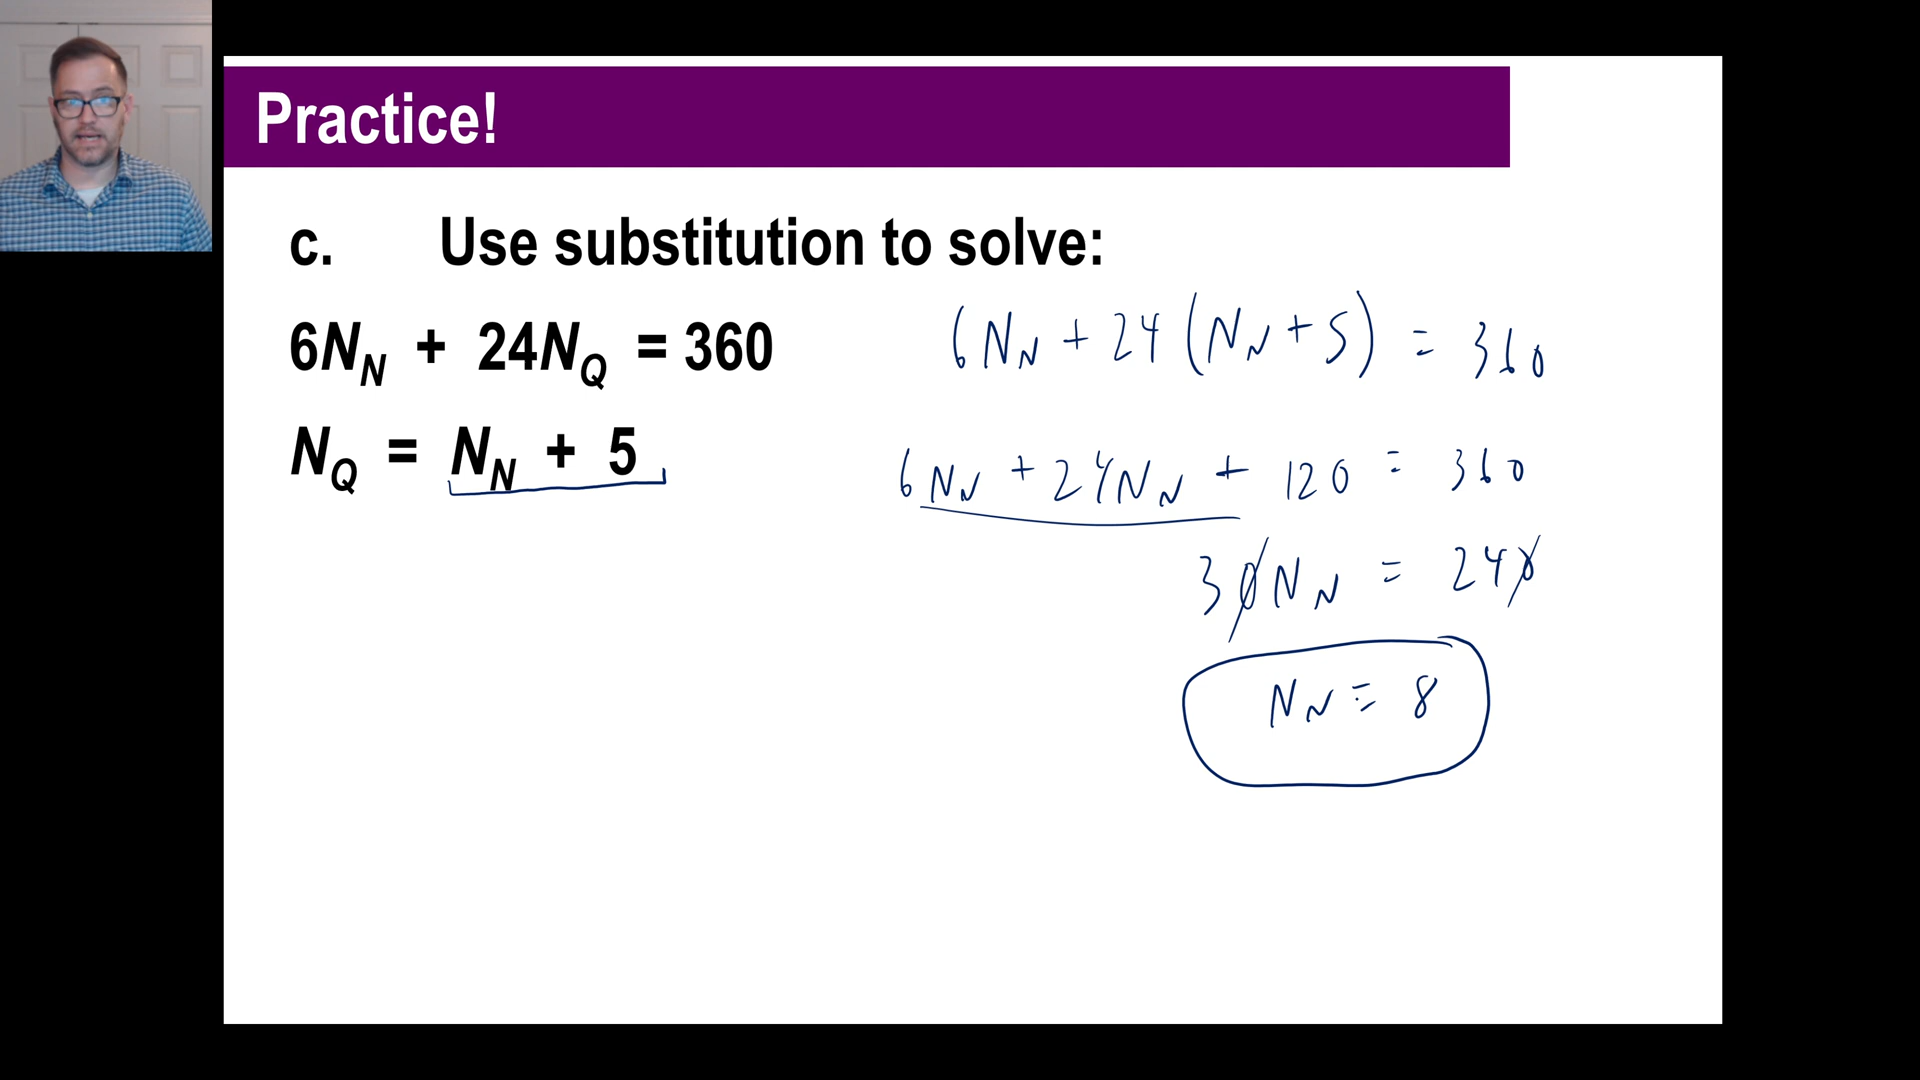 Practice!
c. Use substitution to solve:
6N_N + 24N_Q = 360
N_Q = N_N + 5
6N_N + 24(N_N + 5) = 360
6N_N + 24N_N + 120 = 360
30N_N = 240
N_N = 8